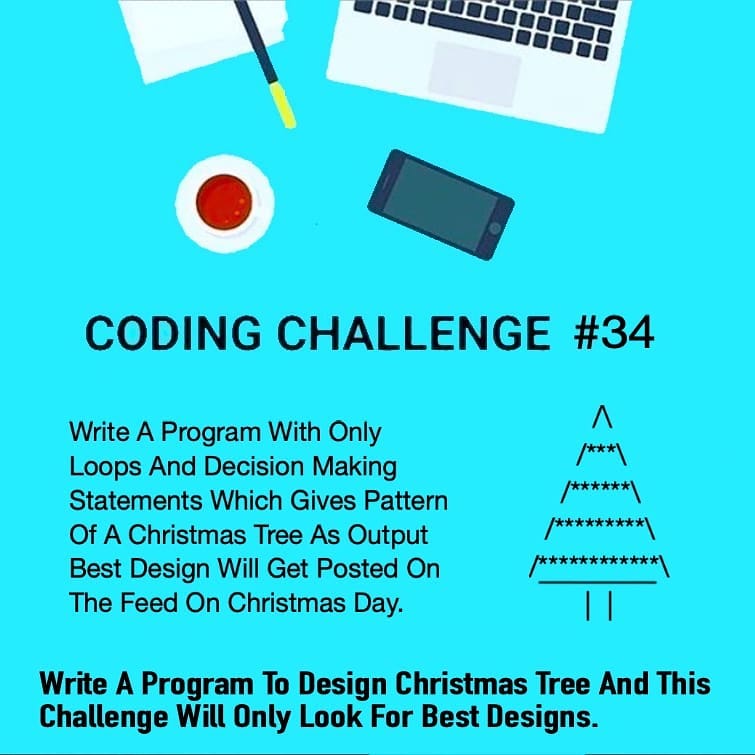 CODING CHALLENGE #34
Write A Program With Only
Loops And Decision Making
Statements Which Gives Pattern
Of A Christmas Tree As Output
Best Design Will Get Posted On
The Feed On Christmas Day.
/\
/***\
/******\
/*********\
/************\
___________
| |
Write A Program To Design Christmas Tree And This
Challenge Will Only Look For Best Designs.